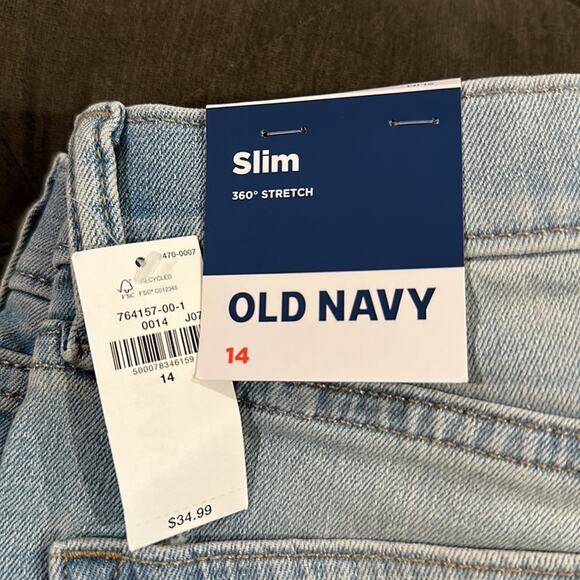 Slim
360° STRETCH
OLD NAVY
14
470-0007
RECYCLED
FSC
FSC® C012345
764157-00-1
0014 J07
500078346159
14
$34.99